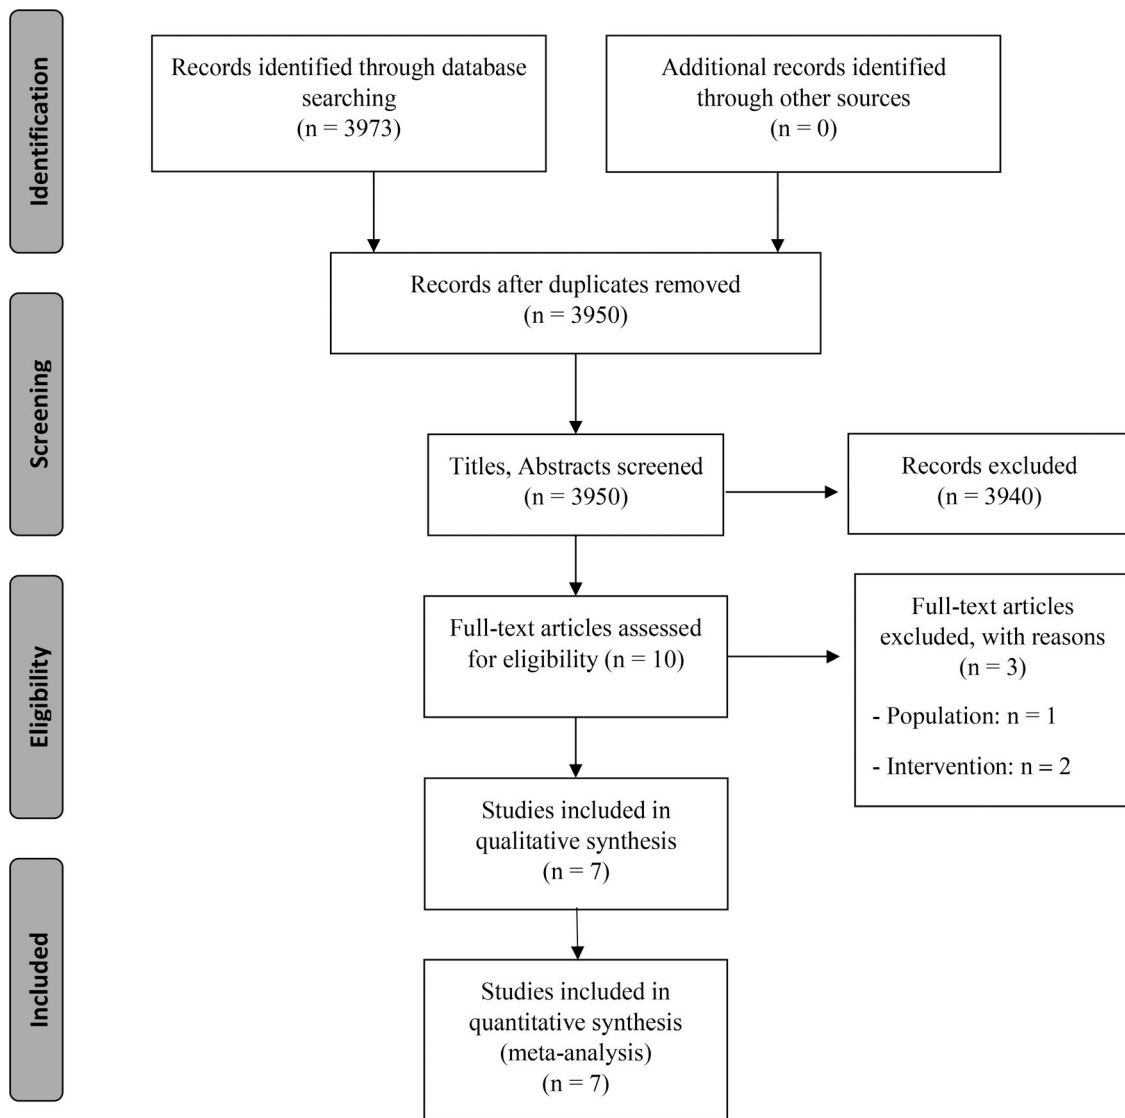 Identification
Records identified through database
searching
(n = 3973)
Additional records identified
through other sources
(n = 0)
Records after duplicates removed
(n = 3950)
Screening
Titles, Abstracts screened
(n = 3950)
Records excluded
(n = 3940)
Eligibility
Full-text articles assessed
for eligibility (n = 10)
Full-text articles
excluded, with reasons
(n = 3)
- Population: n = 1
- Intervention: n = 2
Studies included in
qualitative synthesis
(n = 7)
Included
Studies included in
quantitative synthesis
(meta-analysis)
(n = 7)